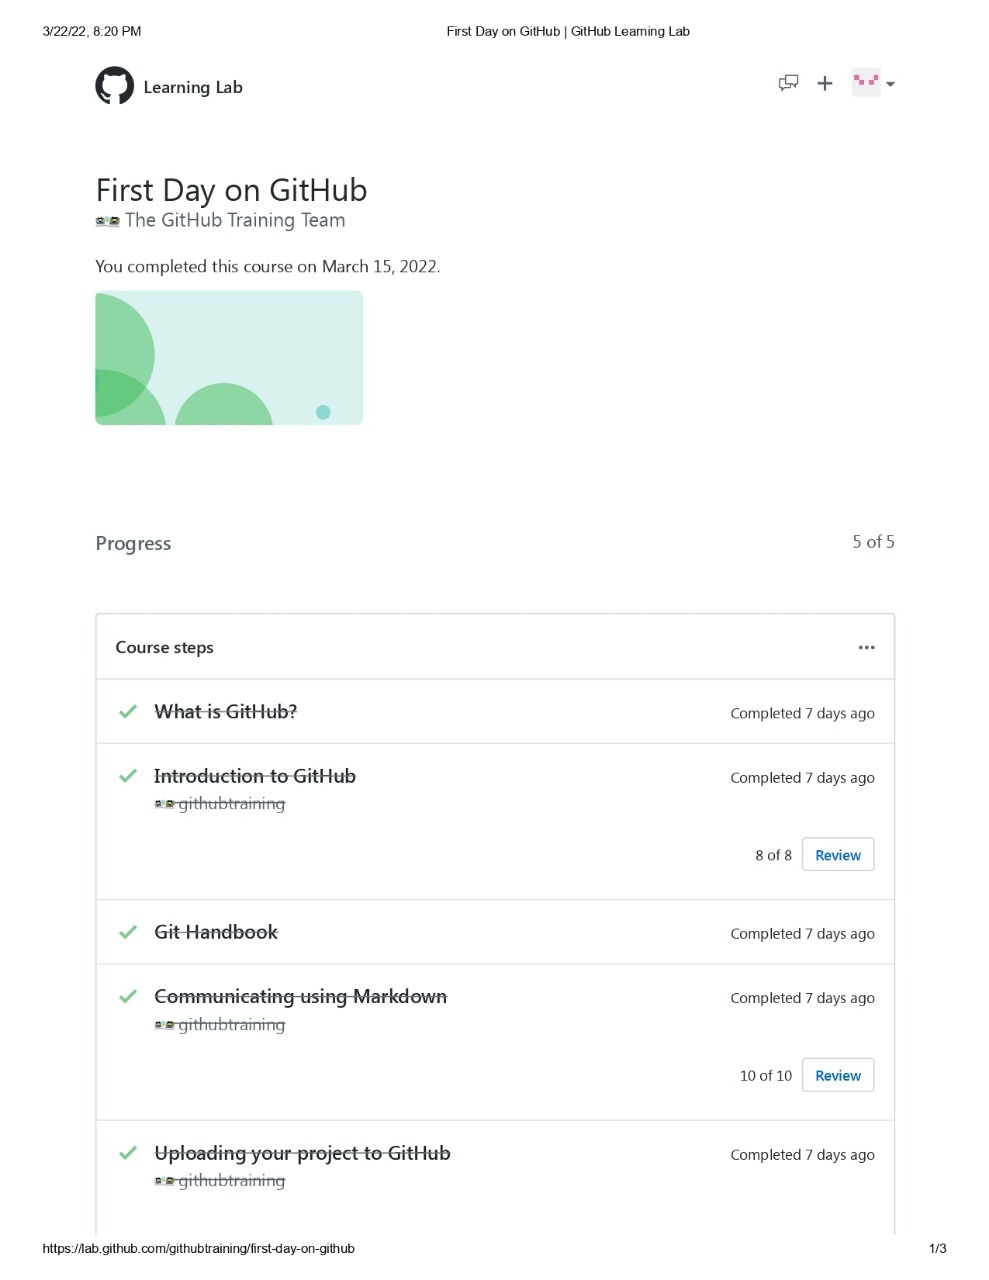 3/22/22, 8:20 PM
First Day on GitHub | GitHub Learning Lab
Learning Lab
First Day on GitHub
The GitHub Training Team
You completed this course on March 15, 2022.
Progress
5 of 5
Course steps
What is GitHub?
Completed 7 days ago
Introduction to GitHub
Completed 7 days ago
githubtraining
8 of 8 Review
Git Handbook
Completed 7 days ago
Communicating using Markdown
Completed 7 days ago
githubtraining
10 of 10 Review
Uploading your project to GitHub
Completed 7 days ago
githubtraining
https://lab.github.com/githubtraining/first-day-on-github
1/3